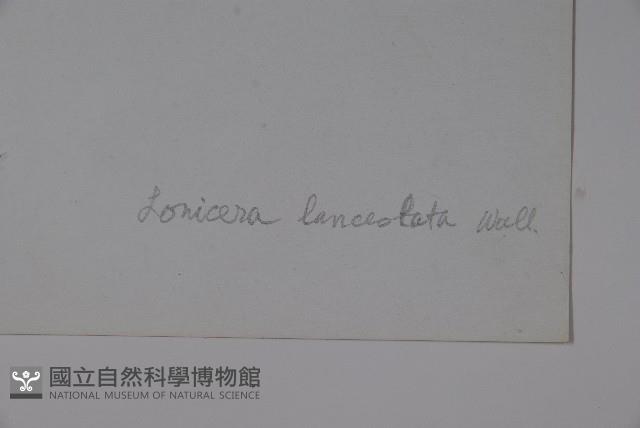 Lonicera lanceolata Wall.
國立自然科學博物館
NATIONAL MUSEUM OF NATURAL SCIENCE